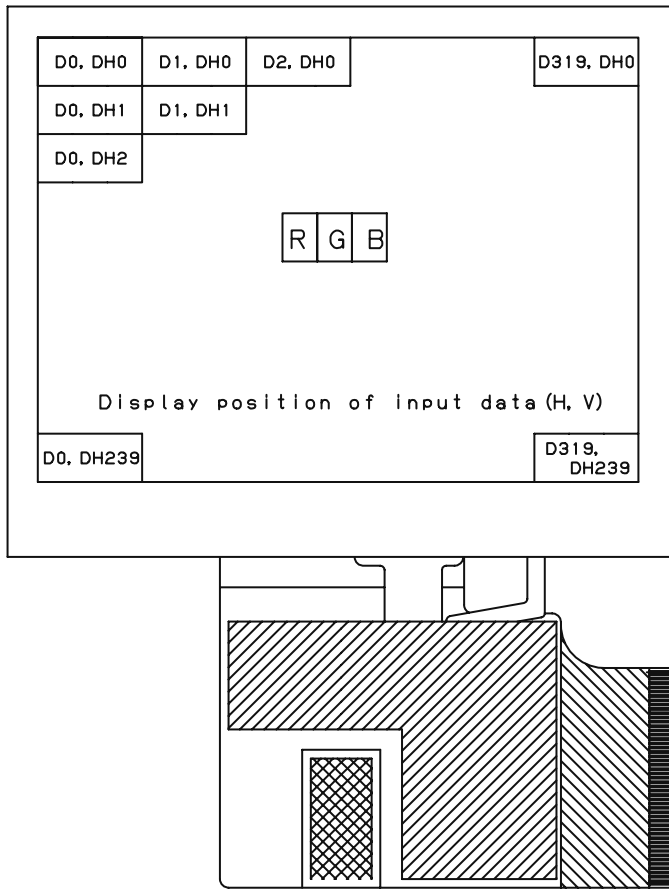 D0, DH0 D1, DH0 D2, DH0 D319, DH0
D0, DH1 D1, DH1
D0, DH2
R G B
Display position of input data (H, V)
D0, DH239 D319,
DH239